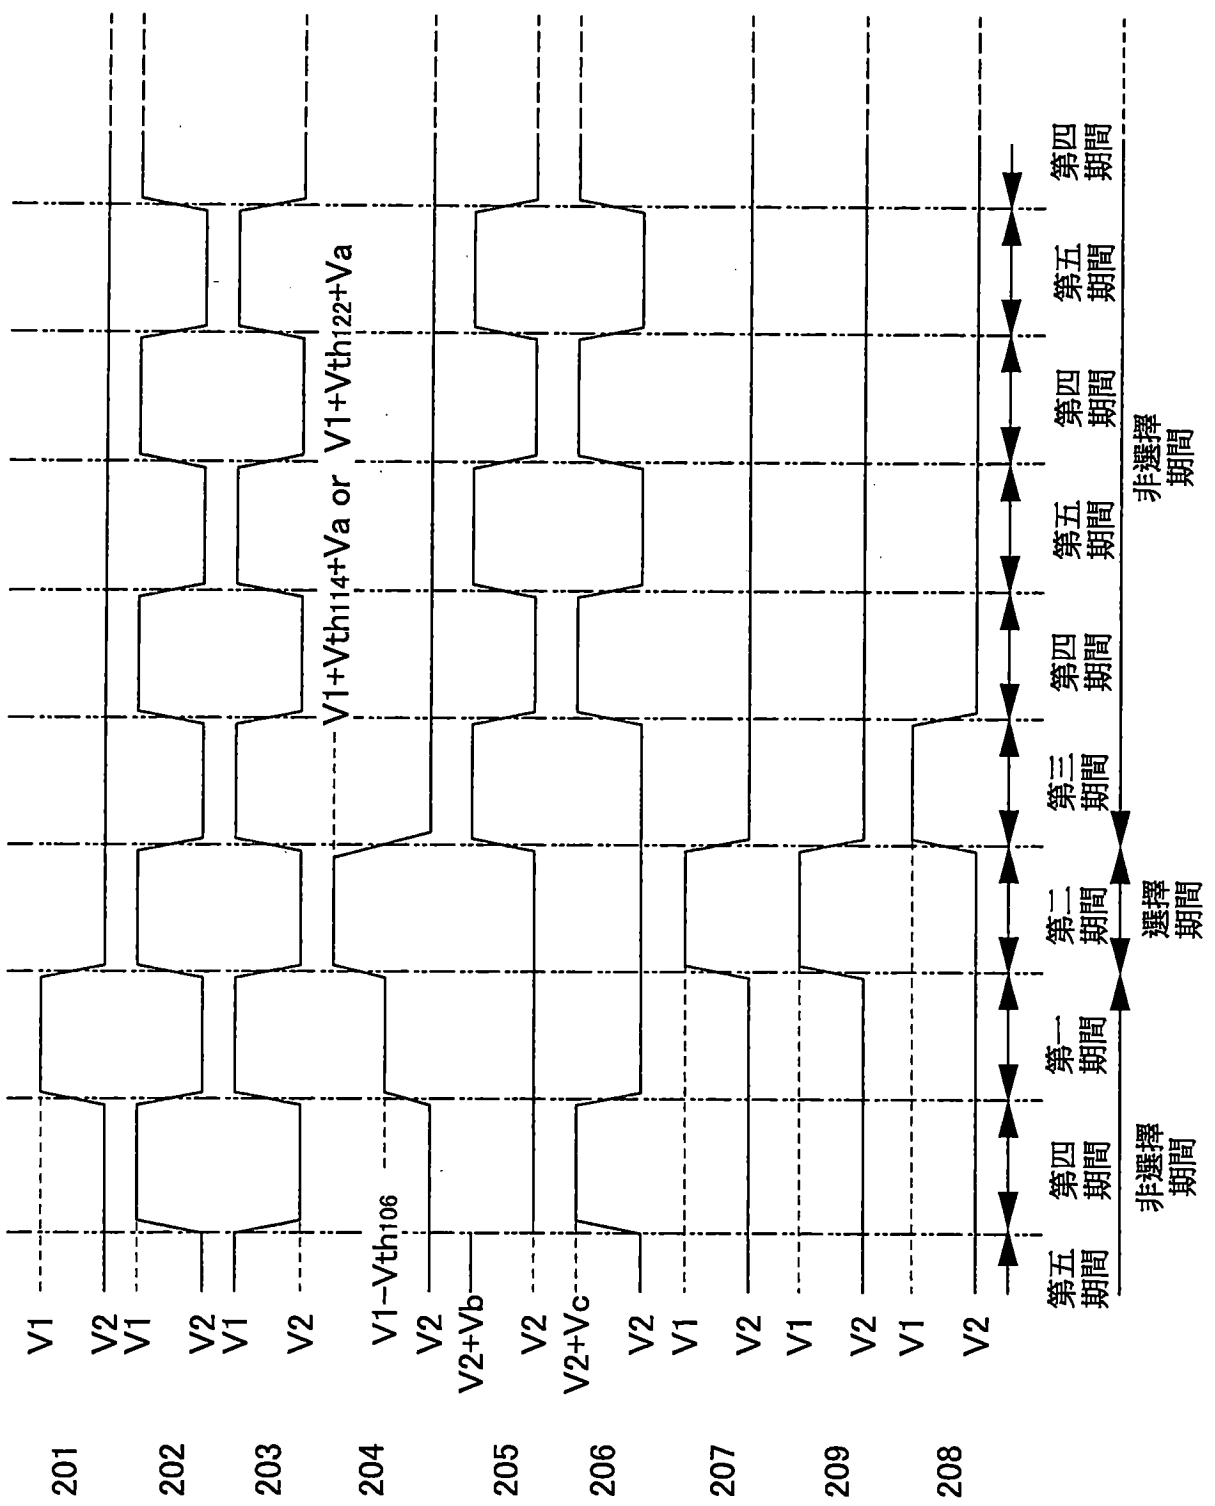 201
V1
V2
202
V1
V2
203
V1
V2
204
V1+Vth114+Va or V1+Vth122+Va
V1-Vth106
V2
205
V2+Vb
V2
206
V2+Vc
V2
207
V1
V2
209
V1
V2
208
V1
V2
第五
期間
第四
期間
第一
期間
第二
期間
第三
期間
第四
期間
第五
期間
第四
期間
第五
期間
第四
期間
非選擇
期間
選擇
期間
非選擇
期間